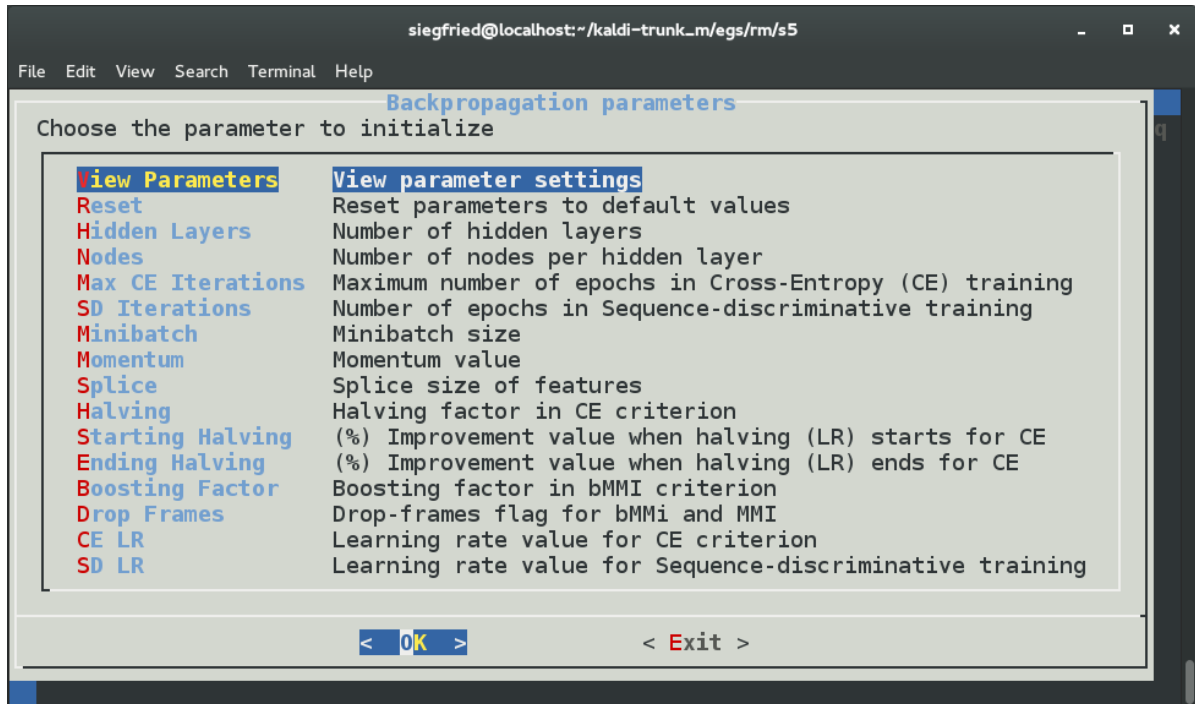 siegfried@localhost:~/kaldi-trunk_m/egs/rm/s5
File Edit View Search Terminal Help
Backpropagation parameters
Choose the parameter to initialize
q
View Parameters View parameter settings
Reset Reset parameters to default values
Hidden Layers Number of hidden layers
Nodes Number of nodes per hidden layer
Max CE Iterations Maximum number of epochs in Cross-Entropy (CE) training
SD Iterations Number of epochs in Sequence-discriminative training
Minibatch Minibatch size
Momentum Momentum value
Splice Splice size of features
Halving Halving factor in CE criterion
Starting Halving (%) Improvement value when halving (LR) starts for CE
Ending Halving (%) Improvement value when halving (LR) ends for CE
Boosting Factor Boosting factor in bMMI criterion
Drop Frames Drop-frames flag for bMMi and MMI
CE LR Learning rate value for CE criterion
SD LR Learning rate value for Sequence-discriminative training
< OK > < Exit >